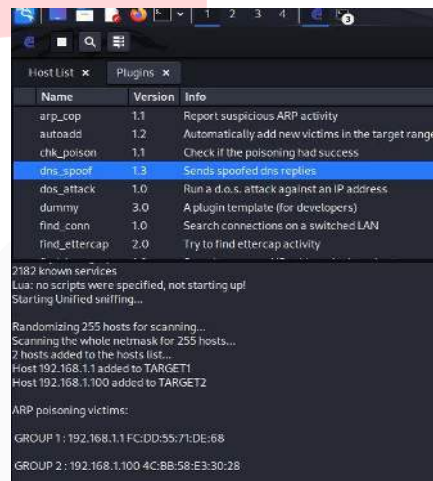 1 2 3 4 3
Host List × Plugins ×
Name Version Info
arp_cop 1.1 Report suspicious ARP activity
autoadd 1.2 Automatically add new victims in the target range
chk_poison 1.1 Check if the poisoning had success
dns_spoof 1.3 Sends spoofed dns replies
dos_attack 1.0 Run a d.o.s. attack against an IP address
dummy 3.0 A plugin template (for developers)
find_conn 1.0 Search connections on a switched LAN
find_ettercap 2.0 Try to find ettercap activity
2182 known services
Lua: no scripts were specified, not starting up!
Starting Unified sniffing...
Randomizing 255 hosts for scanning...
Scanning the whole netmask for 255 hosts...
2 hosts added to the hosts list...
Host 192.168.1.1 added to TARGET1
Host 192.168.1.100 added to TARGET2
ARP poisoning victims:
GROUP 1 : 192.168.1.1 FC:DD:55:71:DE:68
GROUP 2 : 192.168.1.100 4C:BB:58:E3:30:28